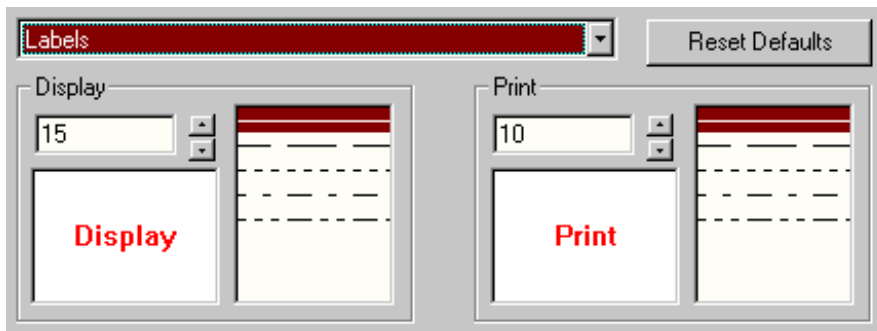 Labels
Reset Defaults
Display
Print
15
10
Display
Print